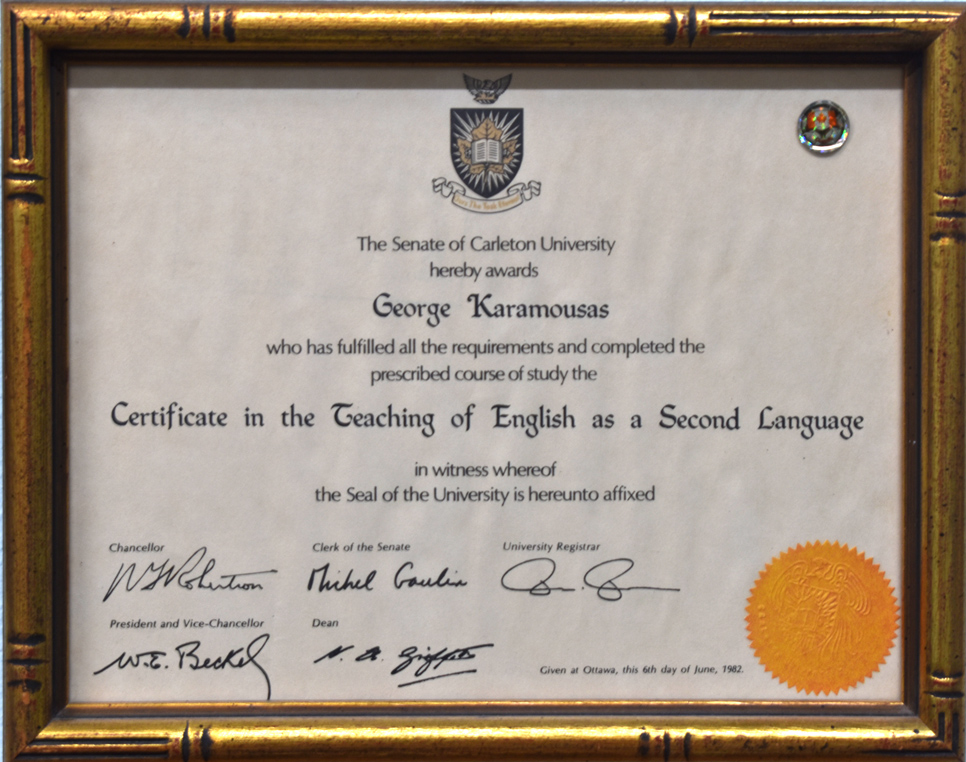 The Senate of Carleton University
hereby awards
George Karamousas
who has fulfilled all the requirements and completed the
prescribed course of study the
Certificate in the Teaching of English as a Second Language
in witness whereof
the Seal of the University is hereunto affixed
Chancellor
Clerk of the Senate
University Registrar
Michel Gaulin
President and Vice-Chancellor
Dean
W.E. Beckel
Given at Ottawa, this 6th day of June, 1982.